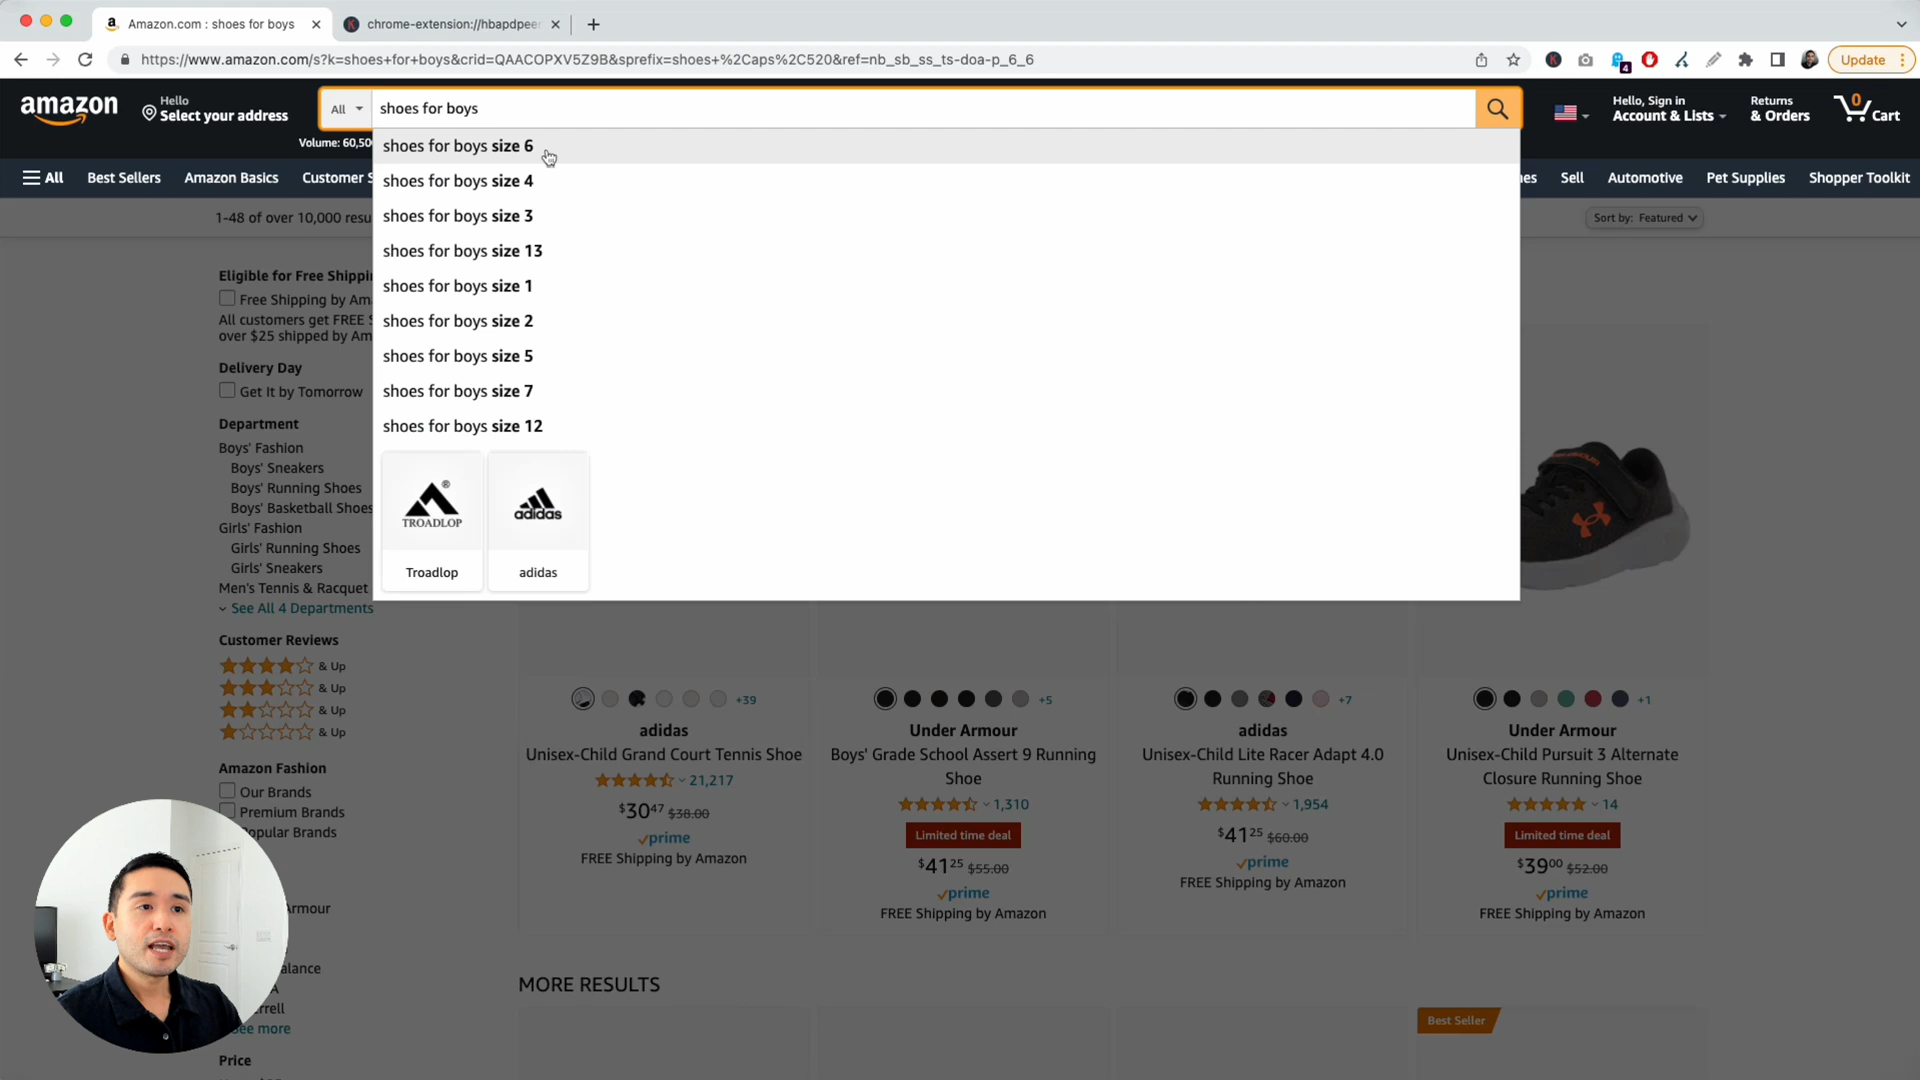 Amazon.com : shoes for boys
chrome-extension://hbapdpee
https://www.amazon.com/s?k=shoes+for+boys&crid=QAACOPXV5Z9B&sprefix=shoes+%2Caps%2C520&ref=nb_sb_ss_ts-doa-p_6_6
4
Update
amazon
Hello
Select your address
All
shoes for boys
Hello, Sign in
Account & Lists
Returns
& Orders
0
Cart
Volume: 60,50
All
Best Sellers
Amazon Basics
Customer S
Sell
Automotive
Pet Supplies
Shopper Toolkit
shoes for boys size 6
shoes for boys size 4
shoes for boys size 3
shoes for boys size 13
shoes for boys size 1
shoes for boys size 2
shoes for boys size 5
shoes for boys size 7
shoes for boys size 12
TROADLOP
®
adidas
Troadlop
adidas
1-48 of over 10,000 resu
Sort by: Featured
Eligible for Free Shippi
Free Shipping by Am
All customers get FREE S
over $25 shipped by Am
Delivery Day
Get It by Tomorrow
Department
Boys' Fashion
Boys' Sneakers
Boys' Running Shoes
Boys' Basketball Shoes
Girls' Fashion
Girls' Running Shoes
Girls' Sneakers
Men's Tennis & Racquet
See All 4 Departments
Customer Reviews
& Up
& Up
& Up
& Up
Amazon Fashion
Our Brands
Premium Brands
opular Brands
rmour
alance
A
rrell
ee more
Price
+39
adidas
Unisex-Child Grand Court Tennis Shoe
21,217
$3047 $38.00
prime
FREE Shipping by Amazon
+5
Under Armour
Boys' Grade School Assert 9 Running
Shoe
1,310
Limited time deal
$4125 $55.00
prime
FREE Shipping by Amazon
+7
adidas
Unisex-Child Lite Racer Adapt 4.0
Running Shoe
1,954
$4125 $60.00
prime
FREE Shipping by Amazon
+1
Under Armour
Unisex-Child Pursuit 3 Alternate
Closure Running Shoe
14
Limited time deal
$3900 $52.00
prime
FREE Shipping by Amazon
MORE RESULTS
Best Seller